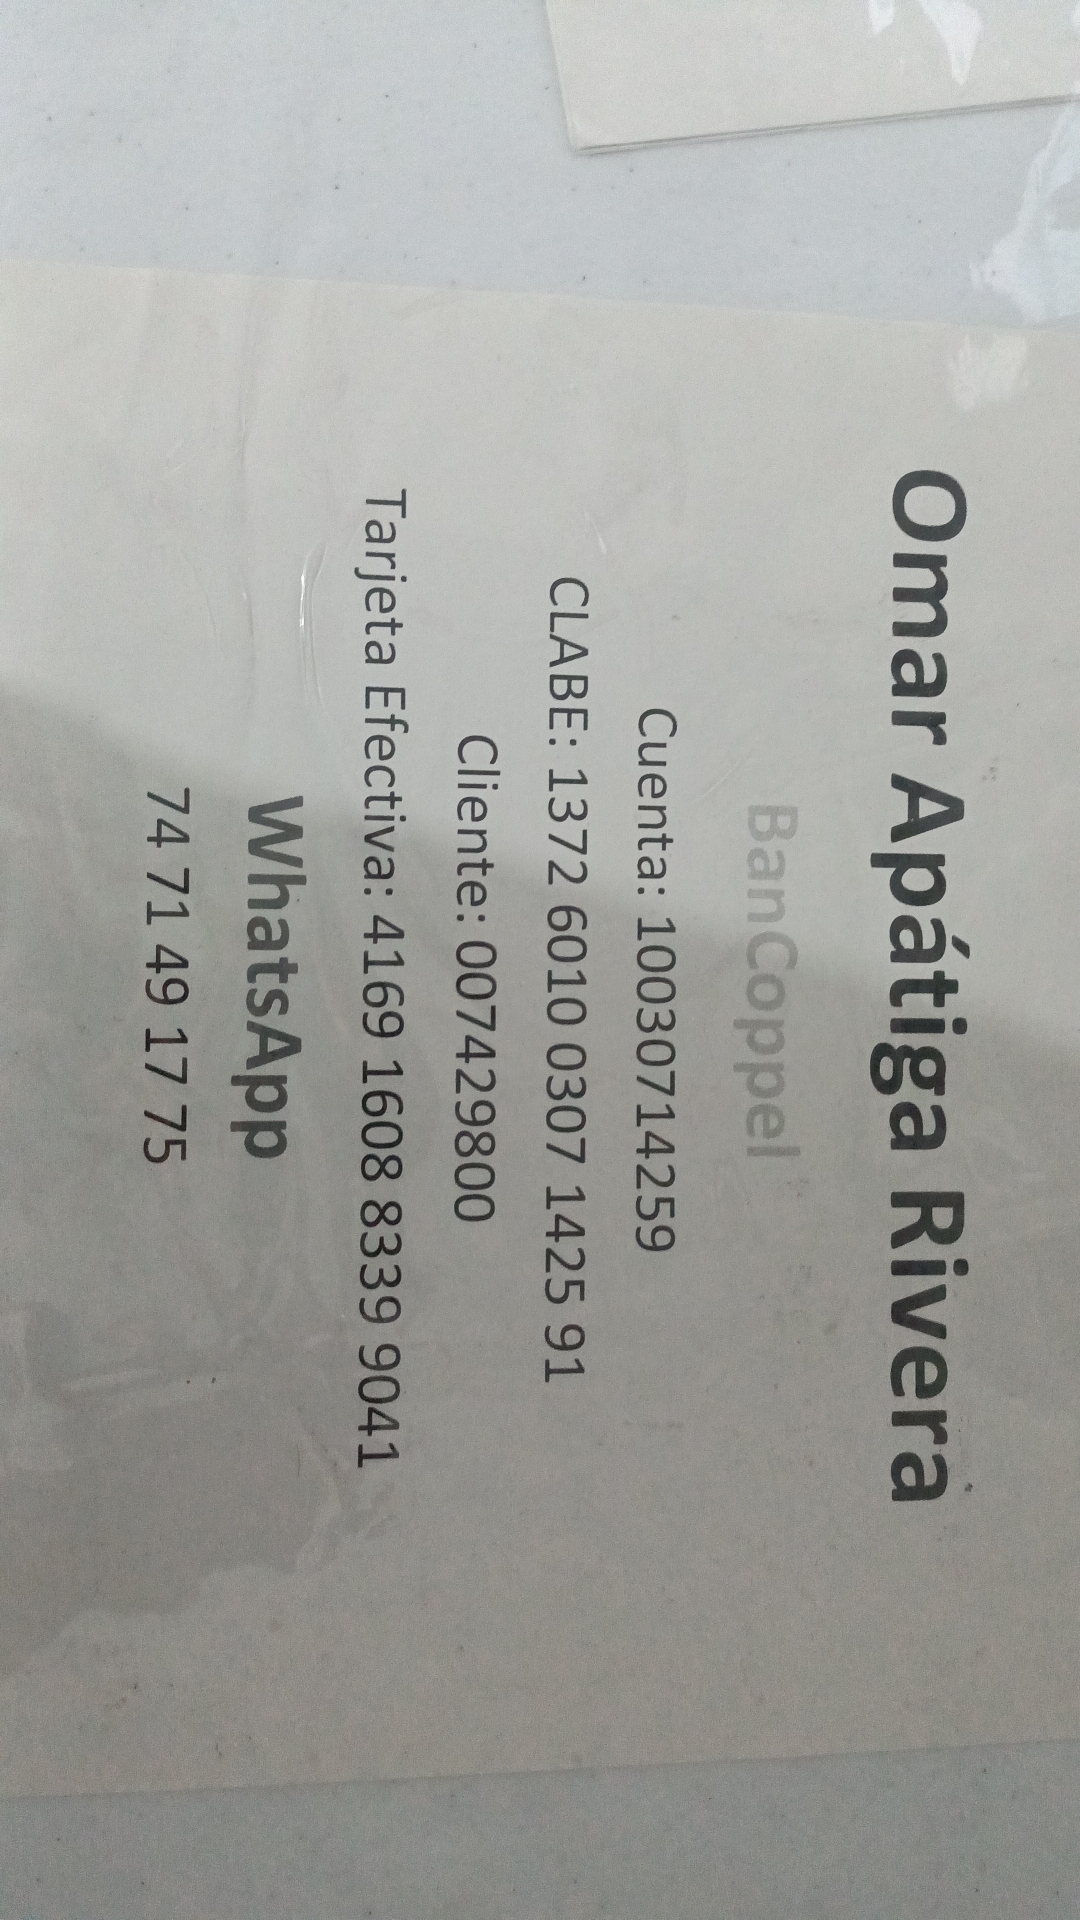 Omar Apátiga Rivera
BanCoppel
Cuenta: 10030714259
CLABE: 1372 6010 0307 1425 91
Cliente: 007429800
Tarjeta Efectiva: 4169 1608 8339 9041
WhatsApp
74 71 49 17 75